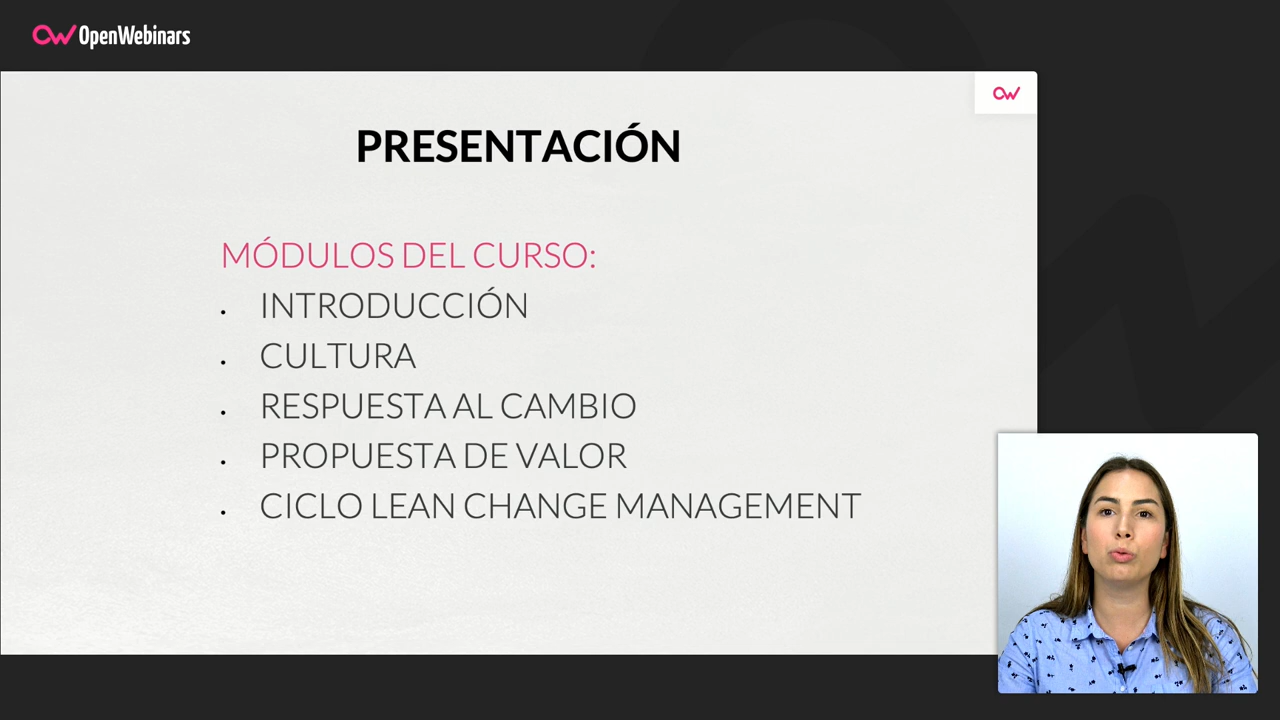 OpenWebinars
PRESENTACIÓN
MÓDULOS DEL CURSO:
• INTRODUCCIÓN
• CULTURA
• RESPUESTA AL CAMBIO
• PROPUESTA DE VALOR
• CICLO LEAN CHANGE MANAGEMENT